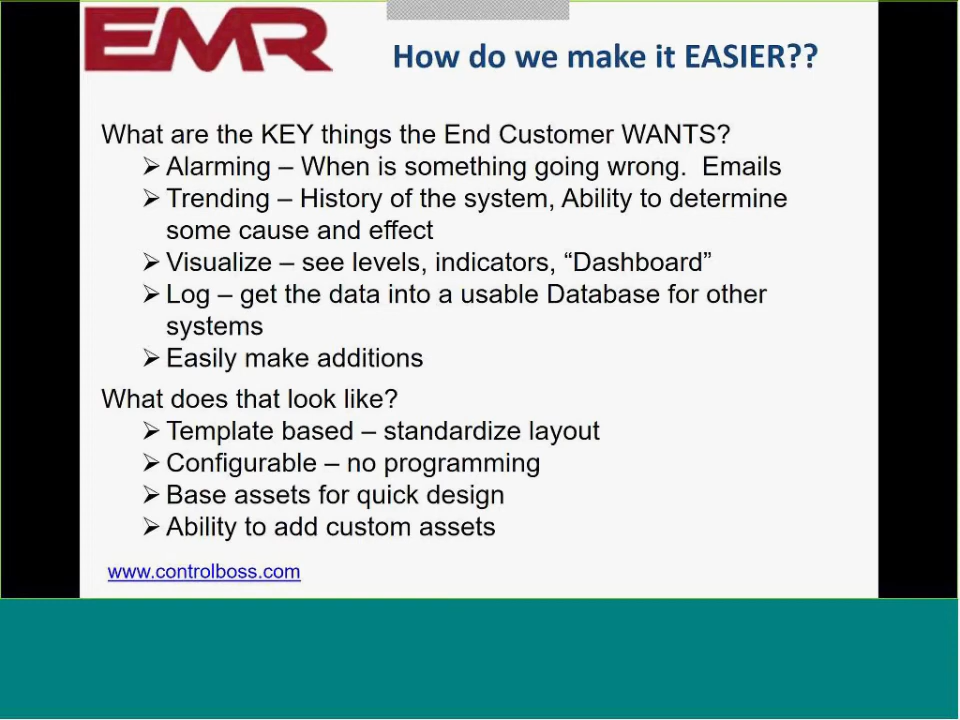 EMR
How do we make it EASIER??
What are the KEY things the End Customer WANTS?
➢ Alarming – When is something going wrong.  Emails
➢ Trending – History of the system, Ability to determine
some cause and effect
➢ Visualize – see levels, indicators, “Dashboard”
➢ Log – get the data into a usable Database for other
systems
➢ Easily make additions
What does that look like?
➢ Template based – standardize layout
➢ Configurable – no programming
➢ Base assets for quick design
➢ Ability to add custom assets
www.controlboss.com